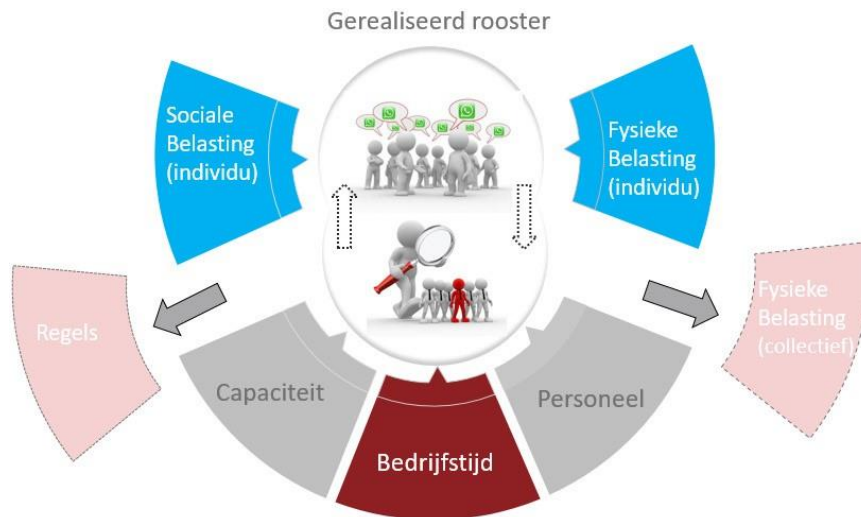 Gerealiseerd rooster
Sociale
Belasting
(individu)
Fysieke
Belasting
(individu)
Regels
Fysieke
Belasting
(collectief)
Capaciteit
Personeel
Bedrijfstijd